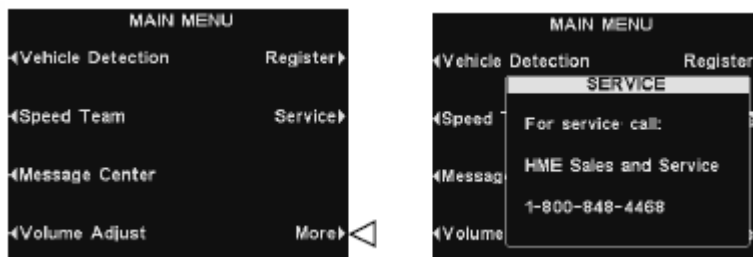 MAIN MENU
Vehicle Detection Register
Speed Team Service
Message Center
Volume Adjust More
MAIN MENU
Vehicle Detection Register
SERVICE
Speed
For service call:
Messag
HME Sales and Service
1-800-848-4468
Volume